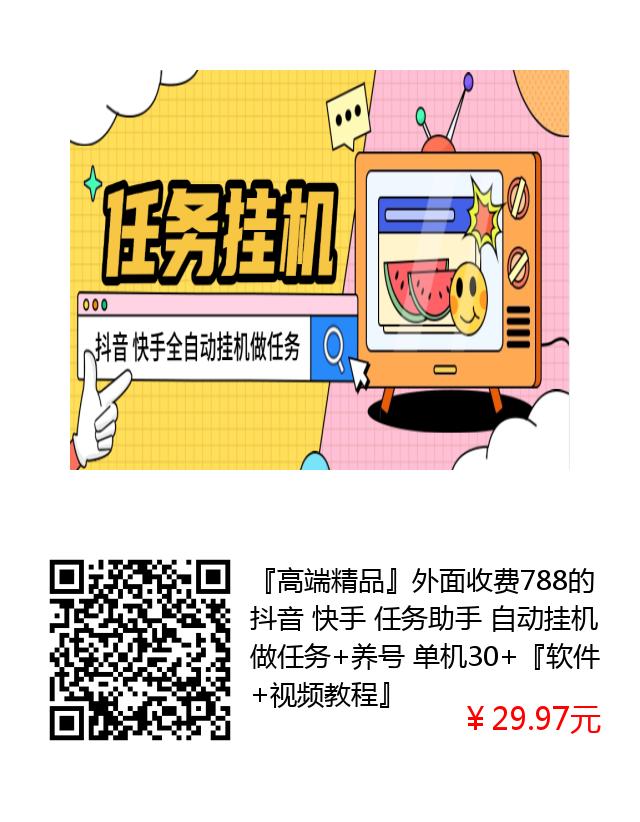 任务挂机
抖音 快手全自动挂机做任务
『高端精品』外面收费788的
抖音 快手 任务助手 自动挂机
做任务+养号 单机30+『软件
+视频教程』
￥29.97元